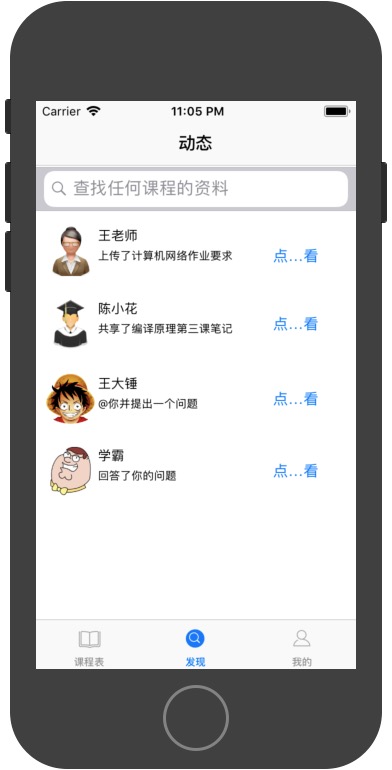 Carrier 11:05 PM
动态
查找任何课程的资料
王老师
上传了计算机网络作业要求
点...看
陈小花
共享了编译原理第三课笔记
点...看
王大锤
@你并提出一个问题
点...看
学霸
回答了你的问题
点...看
课程表 发现 我的